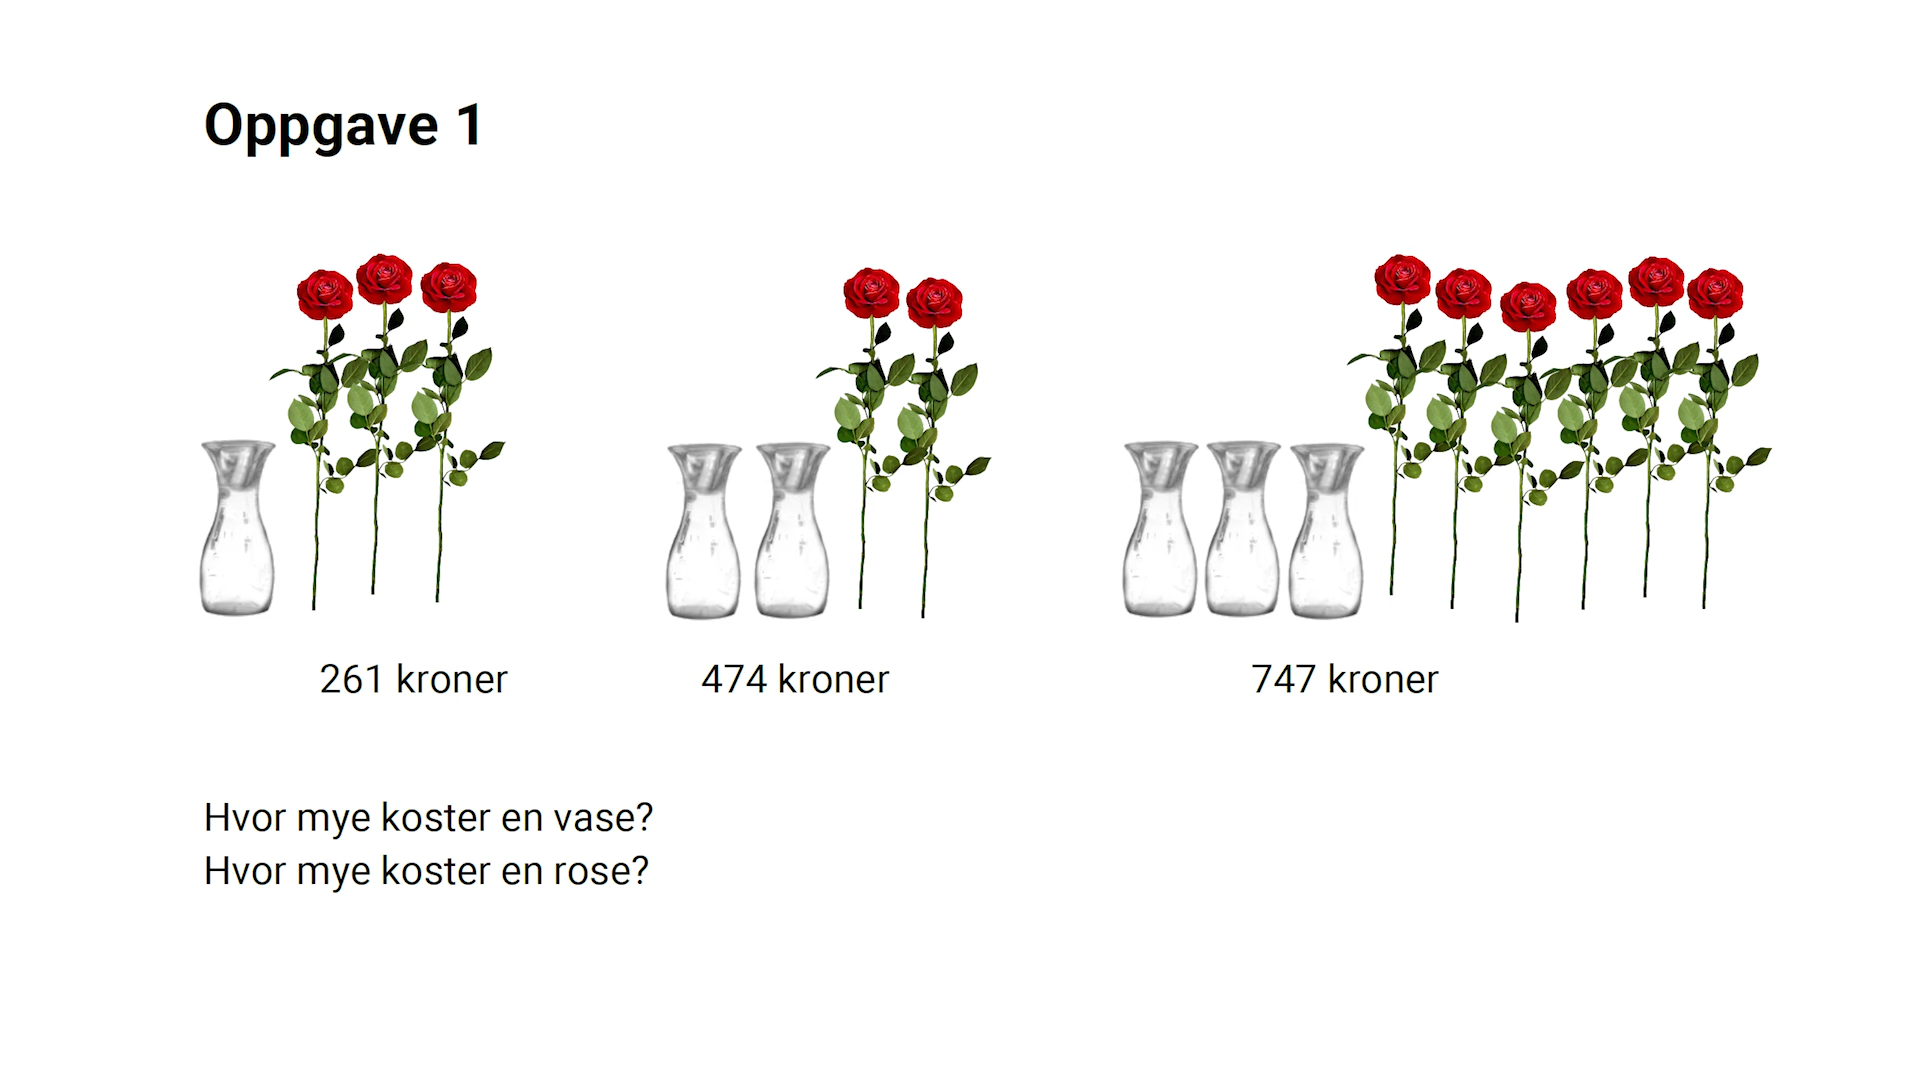 Oppgave 1
261 kroner
474 kroner
747 kroner
Hvor mye koster en vase?
Hvor mye koster en rose?